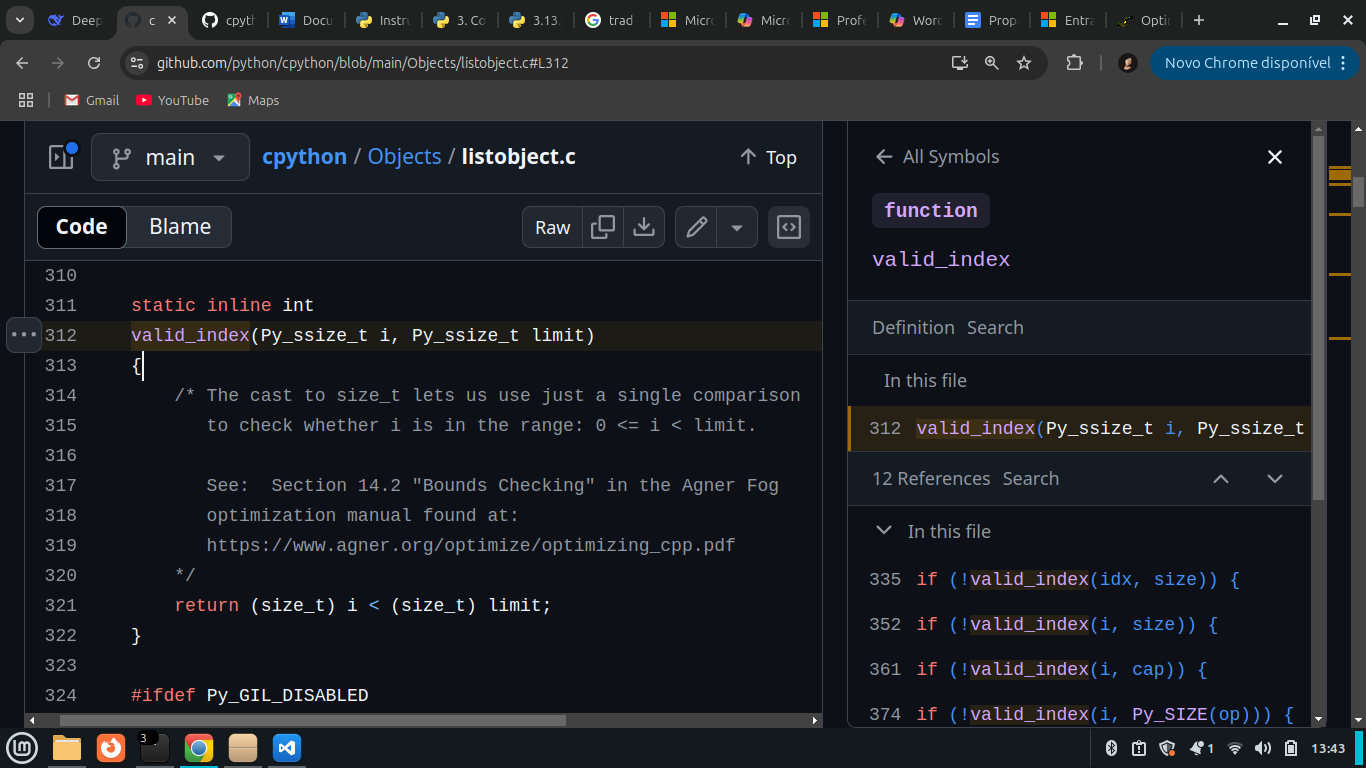 Deep
c
cpyth
Docu
Instru
3. Co
3.13.
trad -
Micro
Micro
Profe
Word
Propo
Entra
Optim
github.com/python/cpython/blob/main/Objects/listobject.c#L312
Novo Chrome disponível
Gmail
YouTube
Maps
main
cpython / Objects / listobject.c
Top
Code
Blame
Raw
310
311 static inline int
312 valid_index(Py_ssize_t i, Py_ssize_t limit)
313 {
314 /* The cast to size_t lets us use just a single comparison
315 to check whether i is in the range: 0 <= i < limit.
316
317 See: Section 14.2 "Bounds Checking" in the Agner Fog
318 optimization manual found at:
319 https://www.agner.org/optimize/optimizing_cpp.pdf
320 */
321 return (size_t) i < (size_t) limit;
322 }
323
324 #ifdef Py_GIL_DISABLED
All Symbols
function
valid_index
Definition Search
In this file
312 valid_index(Py_ssize_t i, Py_ssize_t
12 References Search
In this file
335 if (!valid_index(idx, size)) {
352 if (!valid_index(i, size)) {
361 if (!valid_index(i, cap)) {
374 if (!valid_index(i, Py_SIZE(op))) {
3
1
13:43